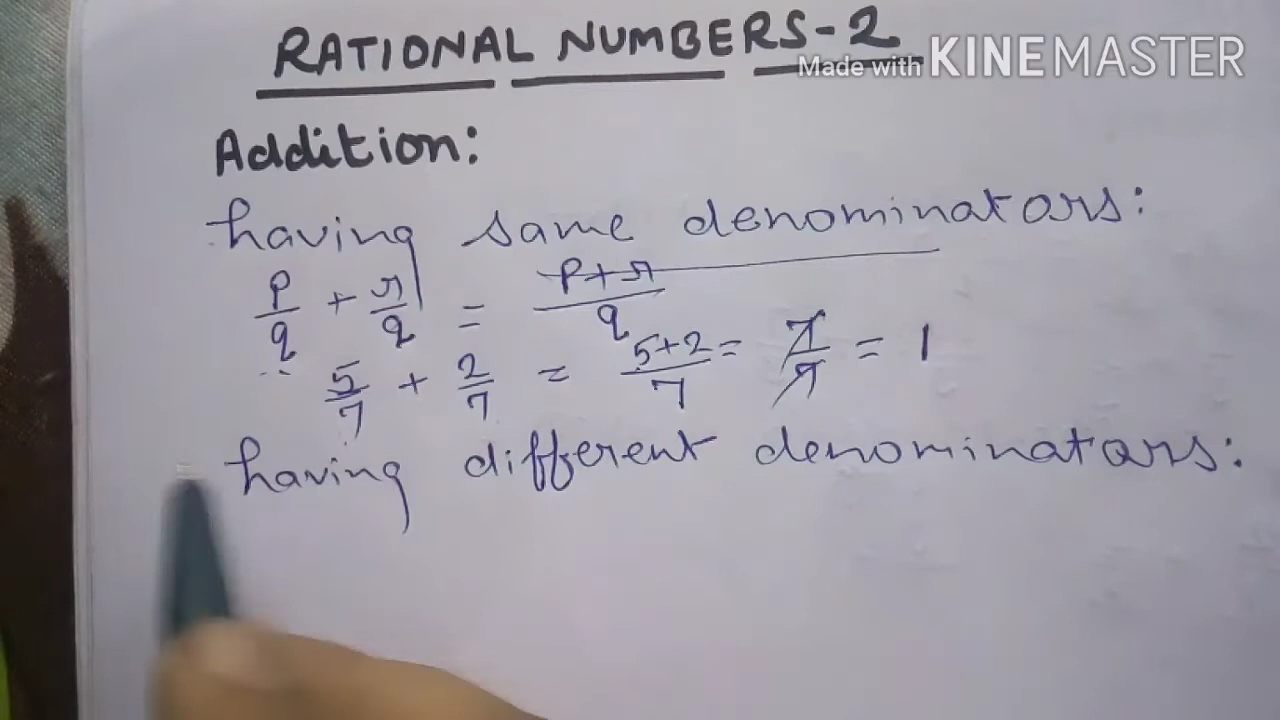 RATIONAL NUMBERS-2
Made with KINEMASTER
Addition:
having same denominators:
p/q + r/q = p+r/q
5/7 + 2/7 = 5+2/7 = 7/7 = 1
having different denominators: